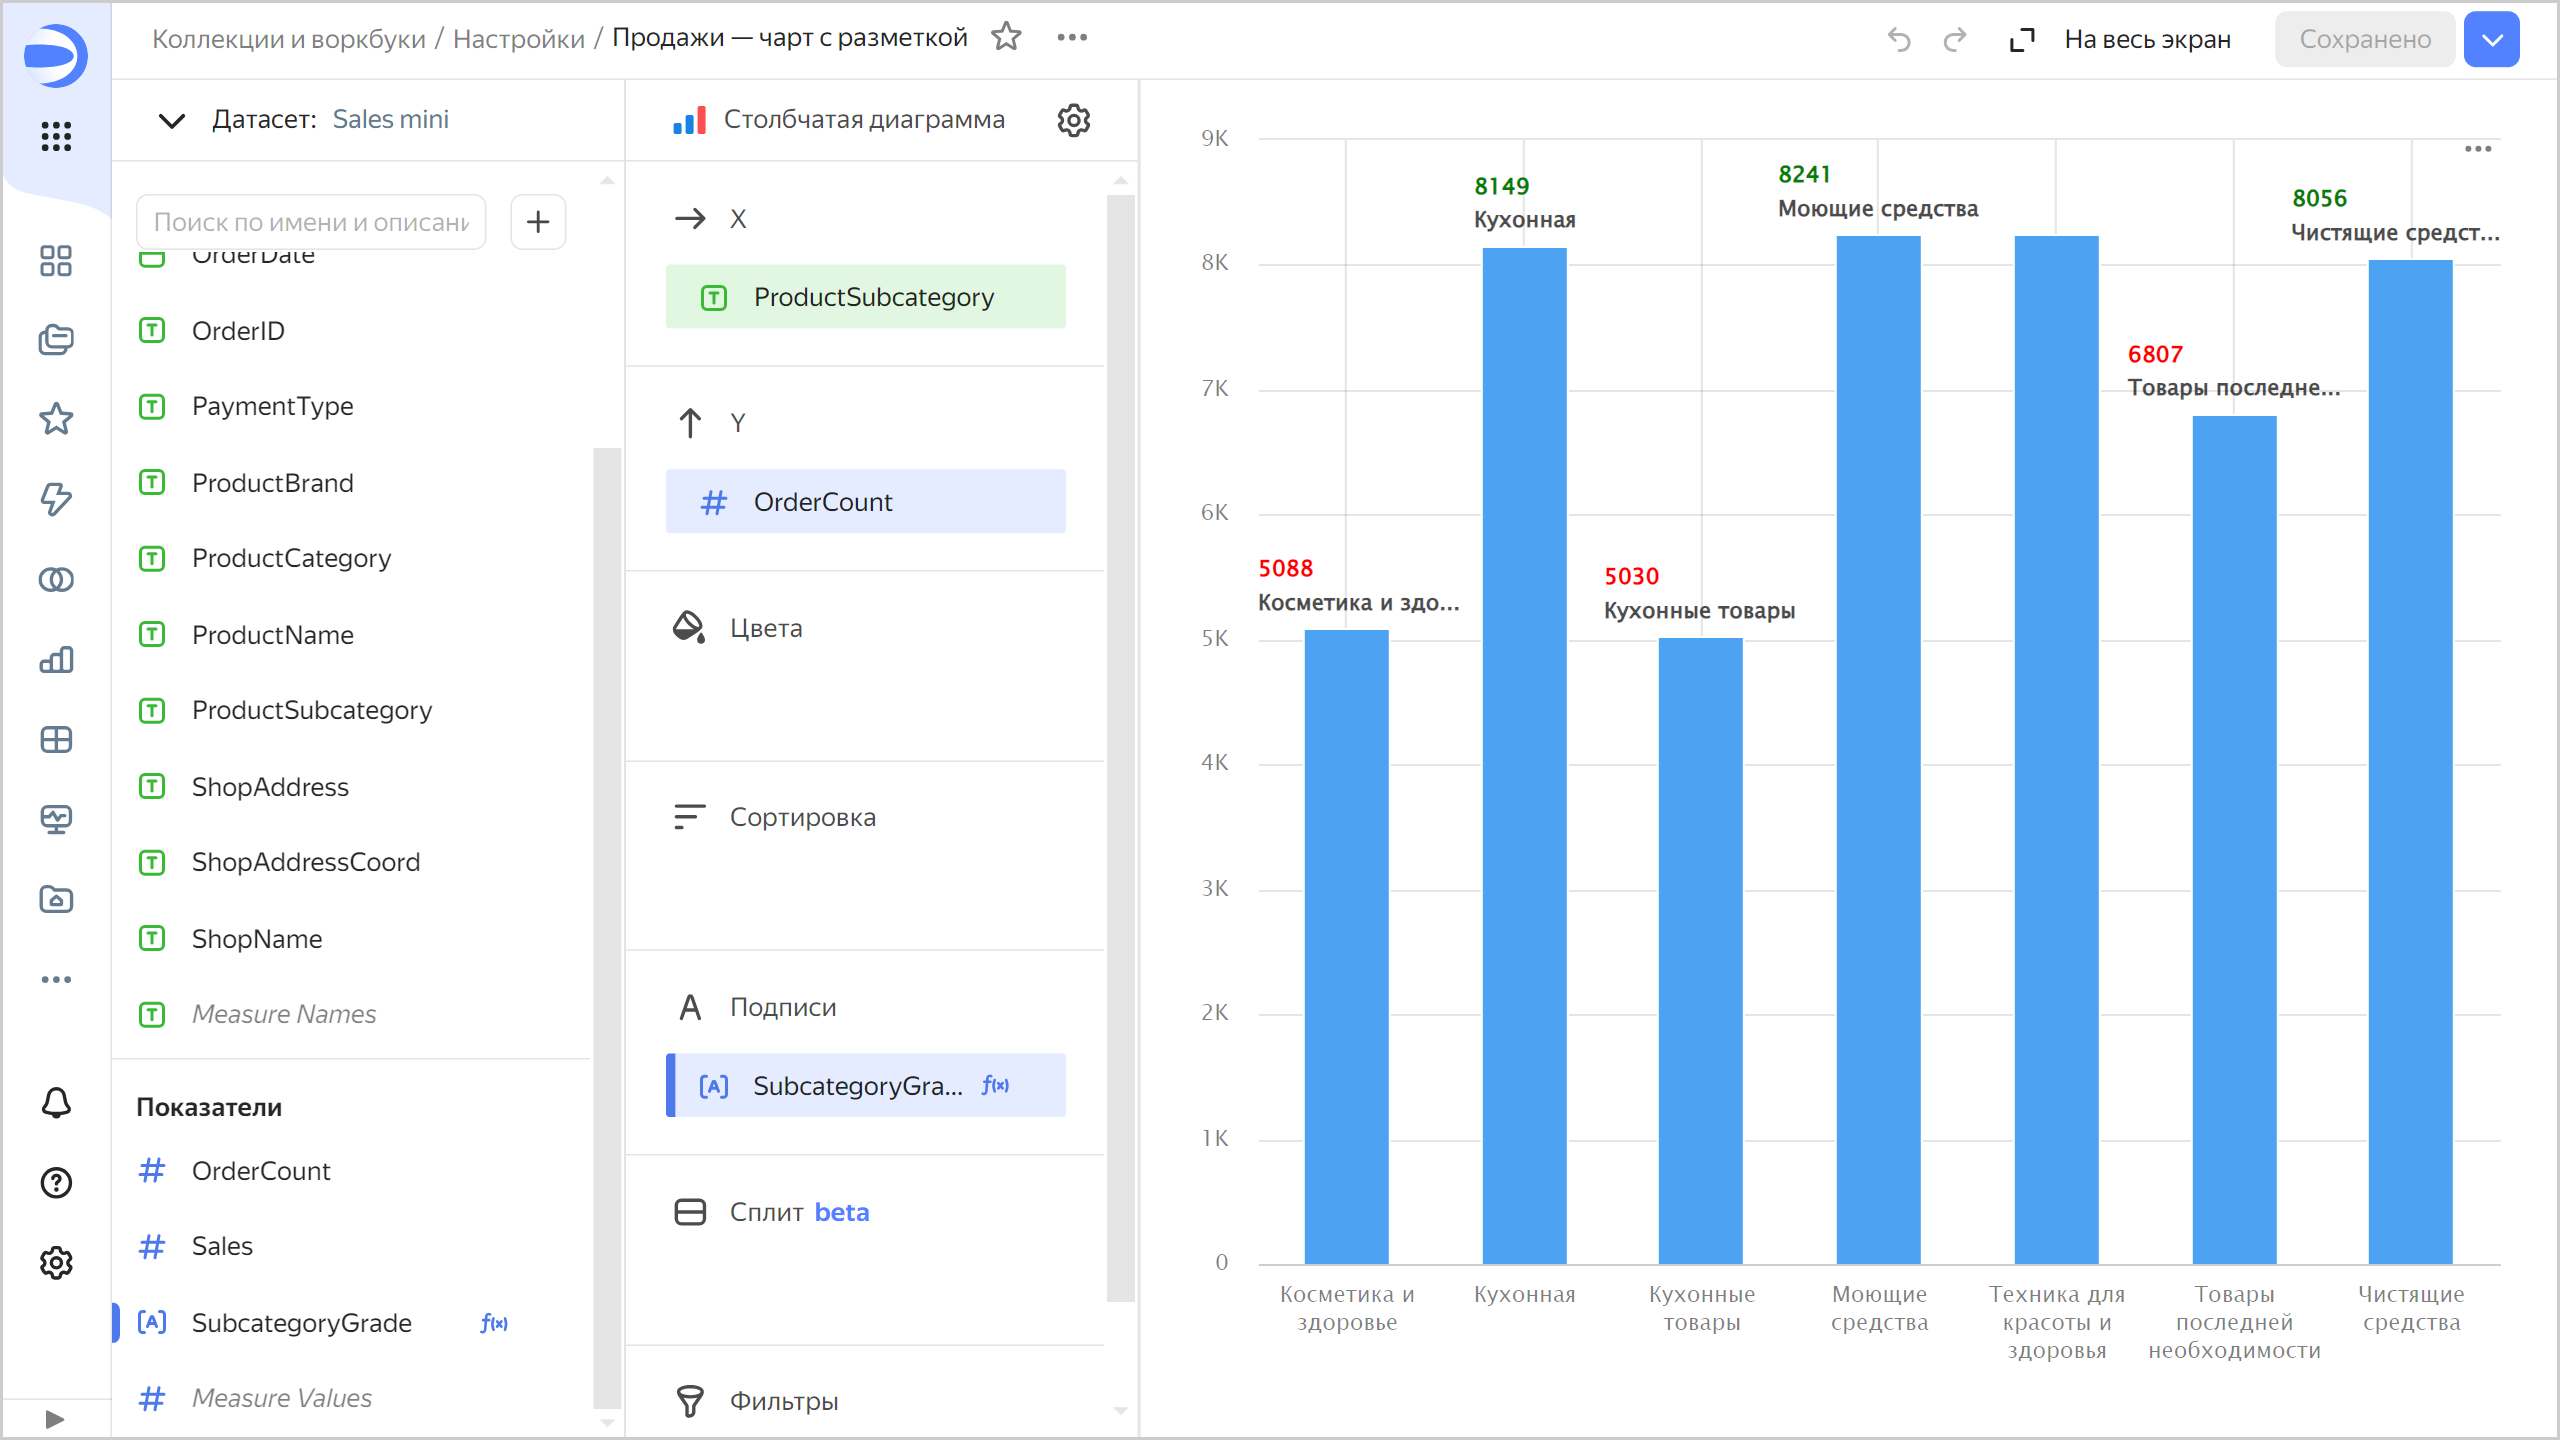 Коллекции и воркбуки / Настройки / Продажи — чарт с разметкой
На весь экран
Сохранено
Датасет: Sales mini
Поиск по имени и описани
OrderDate
OrderID
PaymentType
ProductBrand
ProductCategory
ProductName
ProductSubcategory
ShopAddress
ShopAddressCoord
ShopName
Measure Names
Показатели
OrderCount
Sales
SubcategoryGrade
Measure Values
Столбчатая диаграмма
X
ProductSubcategory
Y
OrderCount
Цвета
Сортировка
Подписи
SubcategoryGra...
Сплит beta
Фильтры
9K
8K
7K
6K
5K
4K
3K
2K
1K
0
5088
Косметика и здо...
8149
Кухонная
5030
Кухонные товары
8241
Моющие средства
6807
Товары последне...
8056
Чистящие средст...
Косметика и
здоровье
Кухонная
Кухонные
товары
Моющие
средства
Техника для
красоты и
здоровья
Товары
последней
необходимости
Чистящие
средства